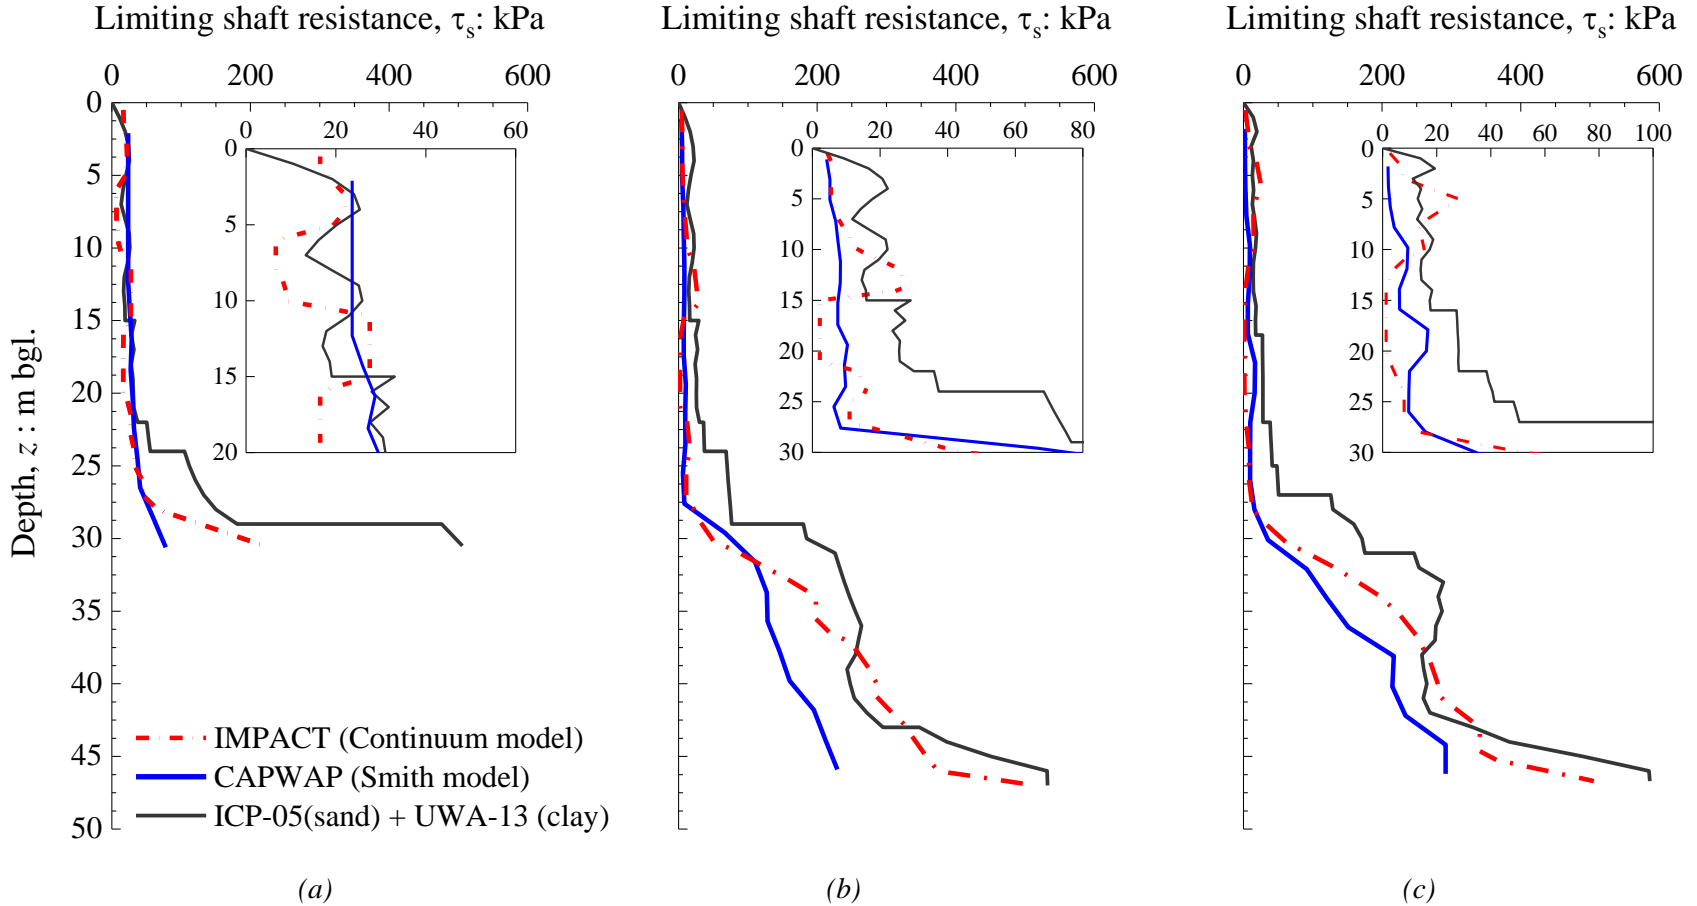 Limiting shaft resistance, τs: kPa
Limiting shaft resistance, τs: kPa
Limiting shaft resistance, τs: kPa
0 200 400 600
0 200 400 600
0 200 400 600
0 20 40 60
0 20 40 60 80
0 20 40 60 80 100
0
5
10
15
20
0
5
10
15
20
25
30
0
5
10
15
20
25
30
Depth, z : m bgl.
0
5
10
15
20
25
30
35
40
45
50
IMPACT (Continuum model)
CAPWAP (Smith model)
ICP-05(sand) + UWA-13 (clay)
(a)
(b)
(c)